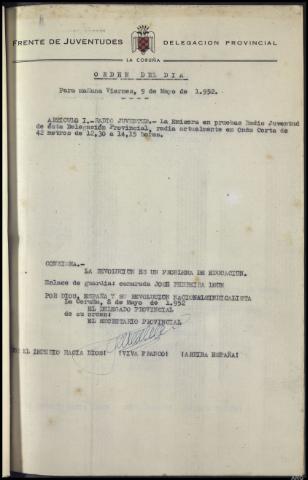 FRENTE DE JUVENTUDES DELEGACION PROVINCIAL
LA CORUÑA
ORDEN DEL DIA
Para mañana Viernes, 9 de Mayo de 1.952.
ARTICULO I.- RADIO JUVENTUD.- La Emisora en pruebas Radio Juventud
de ésta Delegación Provincial, radia actualmente en Onda Corta de
42 metros de 12,30 a 14,15 horas.
CONSIGNA.-
LA REVOLUCION ES UN PROBLEMA DE EDUCACION.
Enlace de guardia: camarada JOSE FERREIRA
POR DIOS, ESPAÑA Y SU REVOLUCION NACIONALSINDICALISTA
La Coruña, 8 de Mayo de 1.952
EL DELEGADO PROVINCIAL
de su orden:
EL SECRETARIO PROVINCIAL
EL IMPERIO HACIA DIOS! ¡VIVA FRANCO! ¡ARRIBA ESPAÑA!